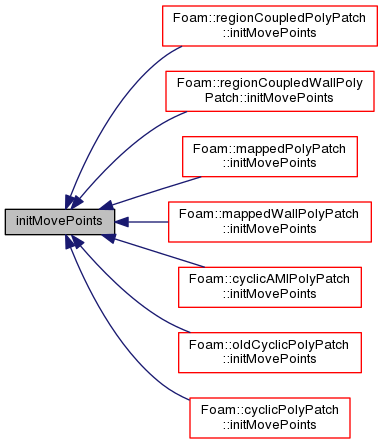 Foam::regionCoupledPolyPatch
::initMovePoints
Foam::regionCoupledWallPoly
Patch::initMovePoints
Foam::mappedPolyPatch
::initMovePoints
Foam::mappedWallPolyPatch
::initMovePoints
initMovePoints
Foam::cyclicAMIPolyPatch
::initMovePoints
Foam::oldCyclicPolyPatch
::initMovePoints
Foam::cyclicPolyPatch
::initMovePoints